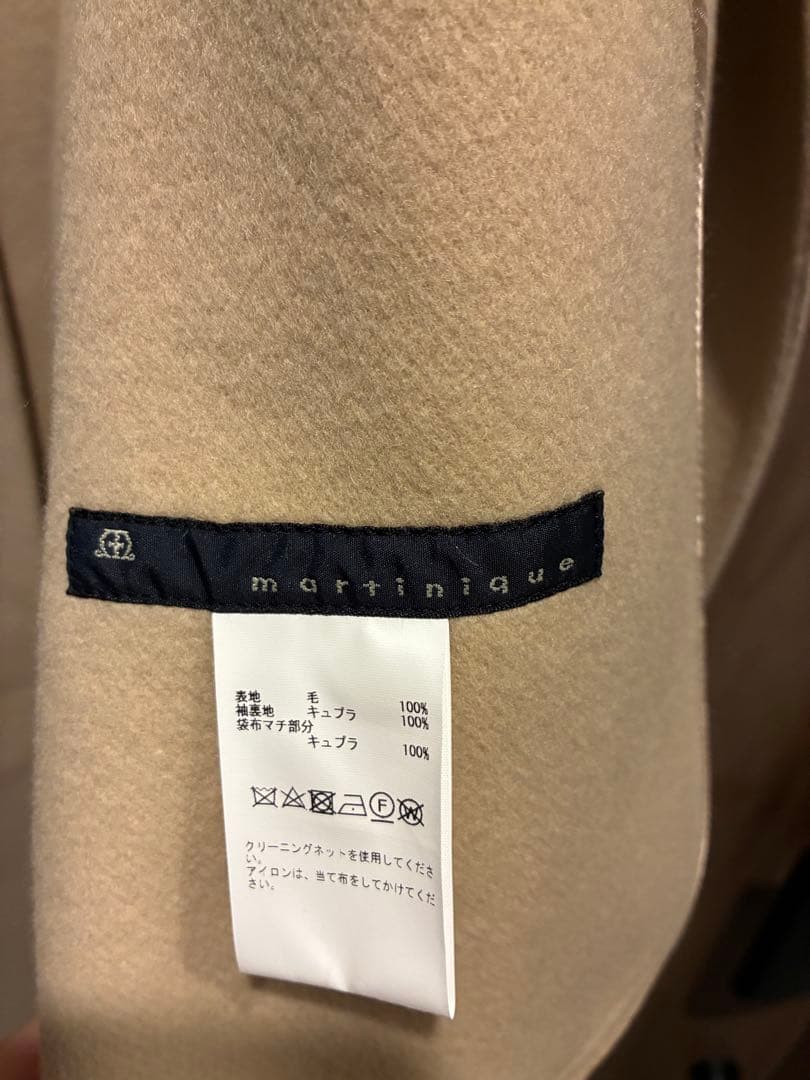 martinique
表地 毛 100%
袖裏地 キュプラ 100%
袋布マチ部分
キュプラ 100%
F W
クリーニングネットを使用してくださ
い。
アイロンは、当て布をしてかけてくだ
さい。